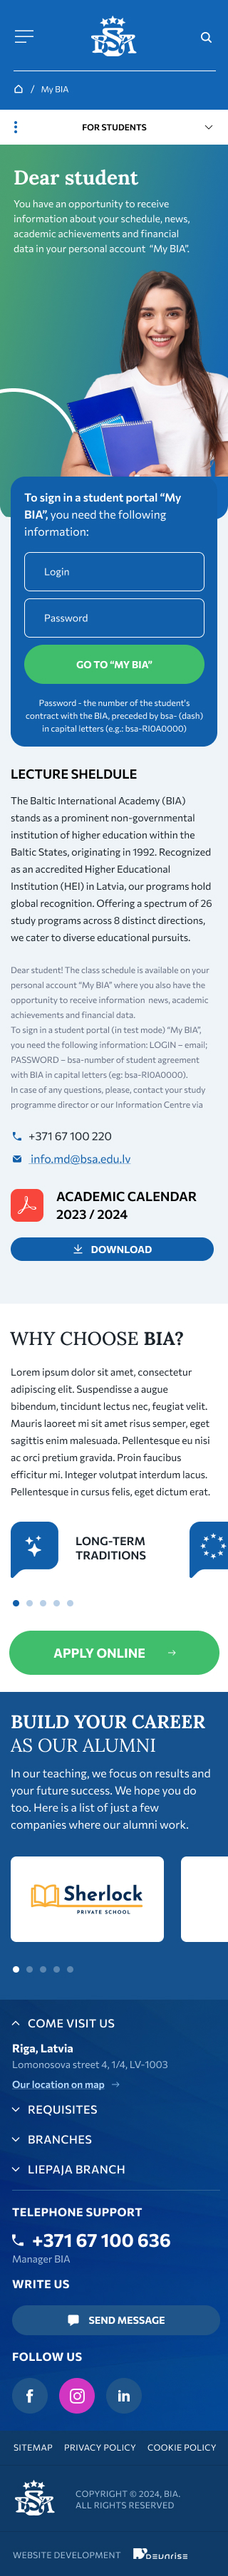 BSA
/ My BIA
FOR STUDENTS
Dear student
You have an opportunity to receive
information about your schedule, news,
academic achievements and financial
data in your personal account “My BIA”.
To sign in a student portal “My
BIA”, you need the following
information:
Login
Password
GO TO “MY BIA”
Password - the number of the student's
contract with the BIA, preceded by bsa- (dash)
in capital letters (e.g.: bsa-RI0A0000)
LECTURE SHELDULE
The Baltic International Academy (BIA)
stands as a prominent non-governmental
institution of higher education within the
Baltic States, originating in 1992. Recognized
as an accredited Higher Educational
Institution (HEI) in Latvia, our programs hold
global recognition. Offering a spectrum of 26
study programs across 8 distinct directions,
we cater to diverse educational pursuits.
Dear student! The class schedule is available on your
personal account “My BIA” where you also have the
opportunity to receive information news, academic
achievements and financial data.
To sign in a student portal (in test mode) “My BIA”,
you need the following information: LOGIN – email;
PASSWORD – bsa-number of student agreement
with BIA in capital letters (eg: bsa-RI0A0000).
In case of any questions, please, contact your study
programme director or our Information Centre via
+371 67 100 220
info.md@bsa.edu.lv
ACADEMIC CALENDAR
2023 / 2024
DOWNLOAD
WHY CHOOSE BIA?
Lorem ipsum dolor sit amet, consectetur
adipiscing elit. Suspendisse a augue
bibendum, tincidunt lectus nec, feugiat velit.
Mauris laoreet mi sit amet risus semper, eget
sagittis enim malesuada. Pellentesque eu nisi
ac orci pretium gravida. Proin faucibus
efficitur mi. Integer volutpat interdum lacus.
Pellentesque in cursus felis, eget dictum erat.
LONG-TERM
TRADITIONS
APPLY ONLINE
BUILD YOUR CAREER
AS OUR ALUMNI
In our teaching, we focus on results and
your future success. We hope you do
too. Here is a list of just a few
companies where our alumni work.
Sherlock
PRIVATE SCHOOL
COME VISIT US
Riga, Latvia
Lomonosova street 4, 1/4, LV-1003
Our location on map
REQUISITES
BRANCHES
LIEPAJA BRANCH
TELEPHONE SUPPORT
+371 67 100 636
Manager BIA
WRITE US
SEND MESSAGE
FOLLOW US
SITEMAP PRIVACY POLICY COOKIE POLICY
BSA
COPYRIGHT © 2024, BIA.
ALL RIGHTS RESERVED
WEBSITE DEVELOPMENT